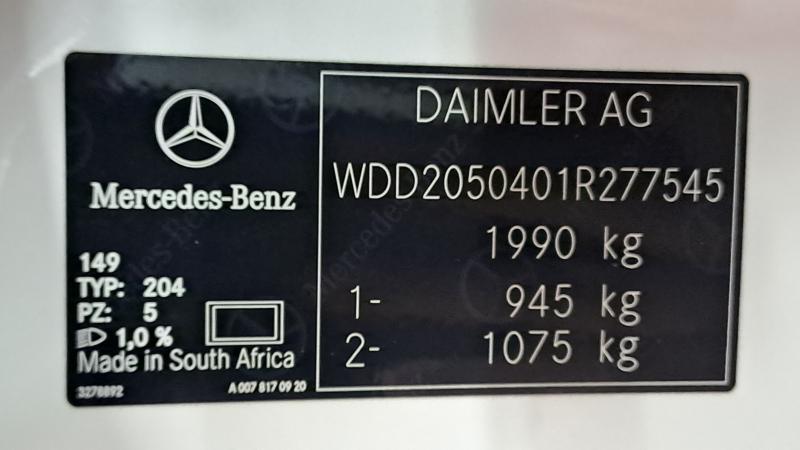 Mercedes-Benz
149
TYP: 204
PZ: 5
1,0 %
Made in South Africa
3278892
A 007 817 09 20
DAIMLER AG
WDD2050401R277545
1990 kg
1- 945 kg
2- 1075 kg